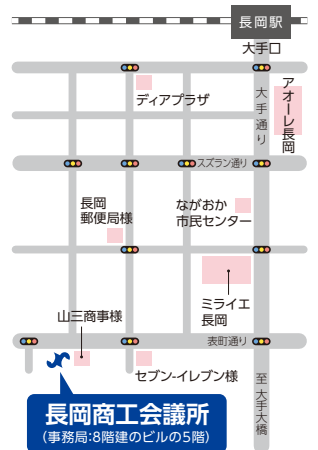 長岡駅
大手口
ディアプラザ
大手通り
アオーレ長岡
スズラン通り
長岡
郵便局様
ながおか
市民センター
ミライエ
長岡
山三商事様
表町通り
セブン-イレブン様
至 大手大橋
長岡商工会議所
(事務局:8階建のビルの5階)